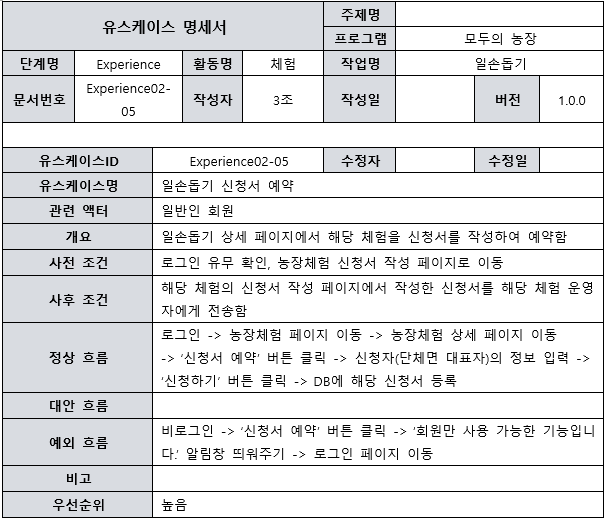 유스케이스 명세서
주제명
프로그램 모두의 농장
단계명 Experience 활동명 체험 작업명 일손돕기
문서번호 Experience02-
05 작성자 3조 작성일 버전 1.0.0
유스케이스ID Experience02-05 수정자 수정일
유스케이스명 일손돕기 신청서 예약
관련 액터 일반인 회원
개요 일손돕기 상세 페이지에서 해당 체험을 신청서를 작성하여 예약함
사전 조건 로그인 유무 확인, 농장체험 신청서 작성 페이지로 이동
사후 조건 해당 체험의 신청서 작성 페이지에서 작성한 신청서를 해당 체험 운영
자에게 전송함
정상 흐름 로그인 -> 농장체험 페이지 이동 -> 농장체험 상세 페이지 이동
-> ‘신청서 예약’ 버튼 클릭 -> 신청자(단체면 대표자)의 정보 입력 ->
‘신청하기’ 버튼 클릭 -> DB에 해당 신청서 등록
대안 흐름
예외 흐름 비로그인 -> ‘신청서 예약’ 버튼 클릭 -> ‘회원만 사용 가능한 기능입니
다.’ 알림창 띄워주기 -> 로그인 페이지 이동
비고
우선순위 높음